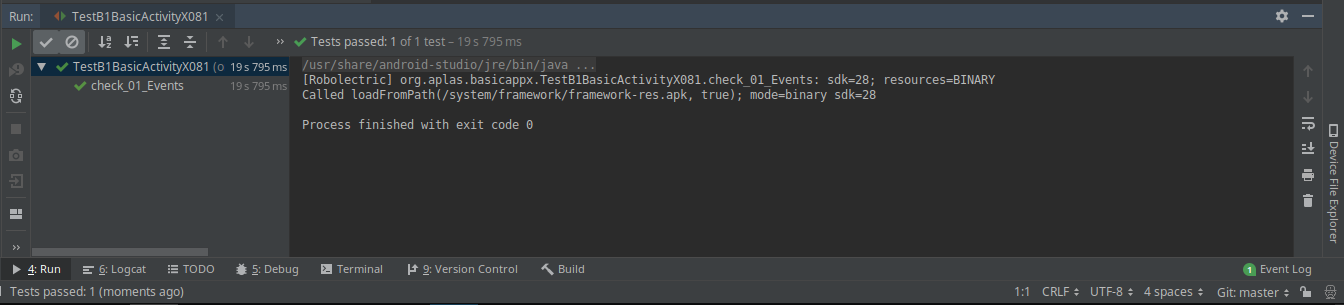 Run: TestB1BasicActivityX081
Tests passed: 1 of 1 test – 19 s 795 ms
TestB1BasicActivityX081 (o 19 s 795 ms
check_01_Events 19 s 795 ms
/usr/share/android-studio/jre/bin/java ...
[Robolectric] org.aplas.basicappx.TestB1BasicActivityX081.check_01_Events: sdk=28; resources=BINARY
Called loadFromPath(/system/framework/framework-res.apk, true); mode=binary sdk=28
Process finished with exit code 0
Device File Explorer
4: Run 6: Logcat TODO 5: Debug Terminal 9: Version Control Build 1 Event Log
Tests passed: 1 (moments ago) 1:1 CRLF UTF-8 4 spaces Git: master